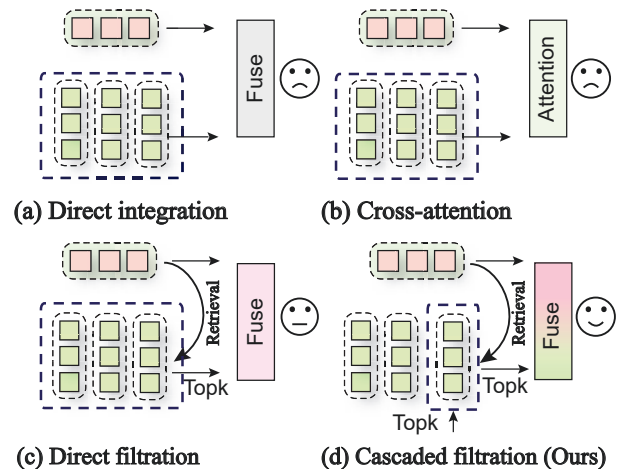 Fuse
Attention
(a) Direct integration
(b) Cross-attention
Retrieval
Fuse
Topk
(c) Direct filtration
Retrieval
Fuse
Topk
Topk
(d) Cascaded filtration (Ours)